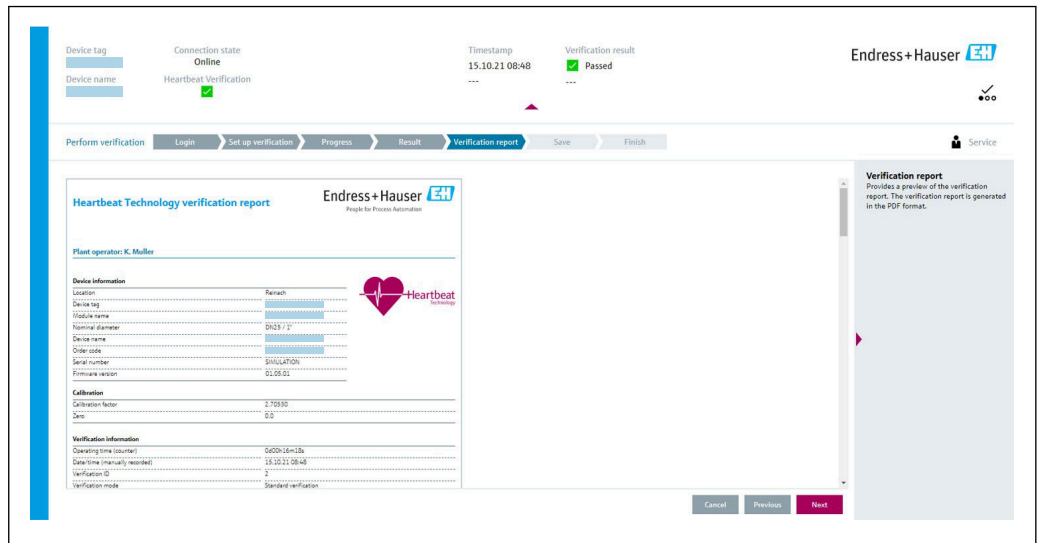 Device tag Connection state Timestamp Verification result
Online 15.10.21 08:48 Passed
Endress+Hauser EH
Device name Heartbeat Verification --- ---
Perform verification Login Set up verification Progress Result Verification report Save Finish Service
Heartbeat Technology verification report
Endress+Hauser EH
People for Process Automation
Plant operator: K. Muller
Device information
Location Reinach
Device tag
Module name
Nominal diameter DN25 / 1"
Device name
Order code
Serial number SIMULATION
Firmware version 01.05.01
Heartbeat
Technology
Calibration
Calibration factor 2.70930
Zero 0.0
Verification information
Operating time (counter) 0d00h16m18s
Date/time (manually recorded) 15.10.21 08:48
Verification ID 2
Verification mode Standard verification
Verification report
Provides a preview of the verification
report. The verification report is generated
in the PDF format.
Cancel Previous Next